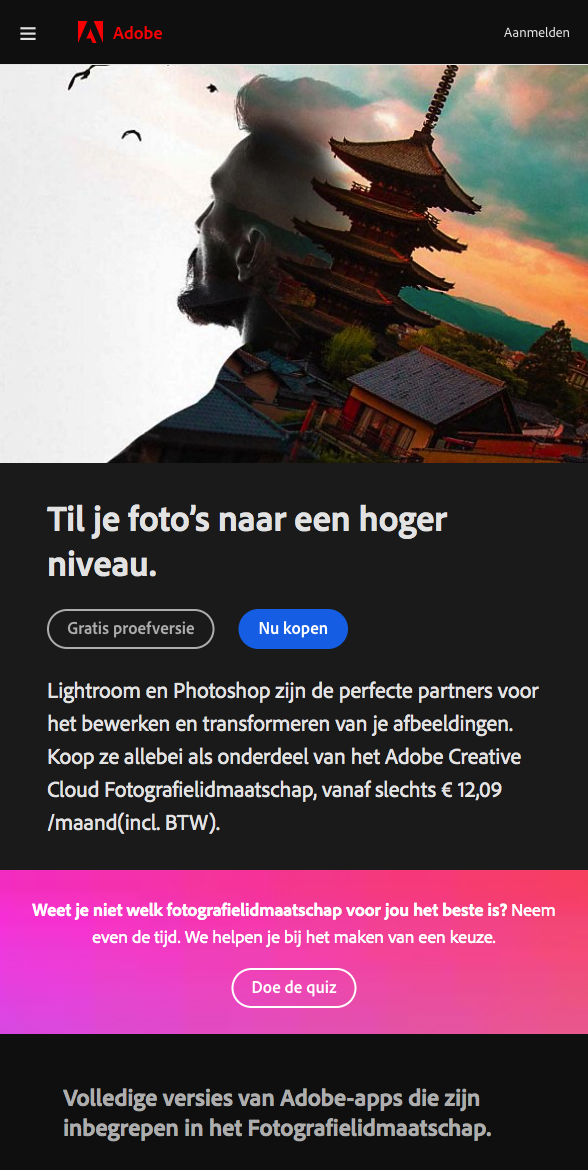 Adobe
Aanmelden
Til je foto’s naar een hoger
niveau.
Gratis proefversie
Nu kopen
Lightroom en Photoshop zijn de perfecte partners voor
het bewerken en transformeren van je afbeeldingen.
Koop ze allebei als onderdeel van het Adobe Creative
Cloud Fotografielidmaatschap, vanaf slechts € 12,09
/maand(incl. BTW).
Weet je niet welk fotografielidmaatschap voor jou het beste is? Neem
even de tijd. We helpen je bij het maken van een keuze.
Doe de quiz
Volledige versies van Adobe-apps die zijn
inbegrepen in het Fotografielidmaatschap.